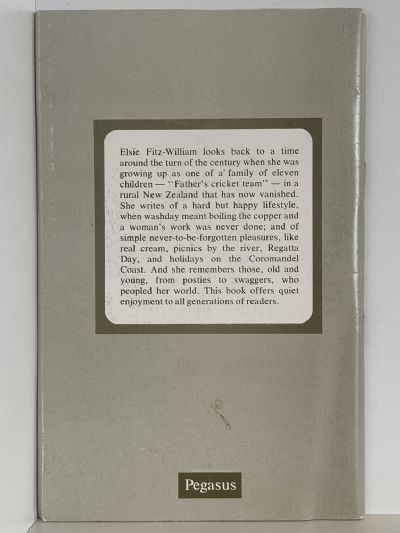 Elsie Fitz-William looks back to a time
around the turn of the century when she was
growing up as one of a family of eleven
children — "Father's cricket team" — in a
rural New Zealand that has now vanished.
She writes of a hard but happy lifestyle,
when washday meant boiling the copper and
a woman's work was never done; and of
simple never-to-be-forgotten pleasures, like
real cream, picnics by the river, Regatta
Day, and holidays on the Coromandel
Coast. And she remembers those, old and
young, from posties to swaggers, who
peopled her world. This book offers quiet
enjoyment to all generations of readers.
Pegasus